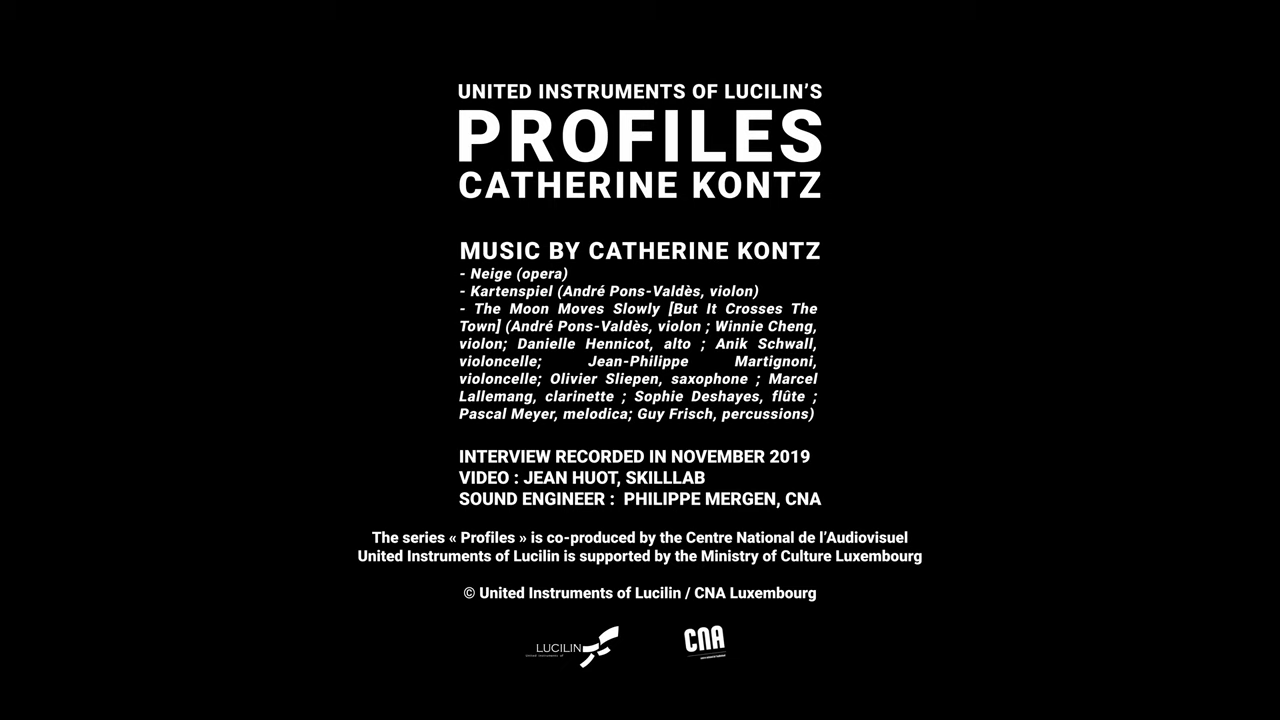 UNITED INSTRUMENTS OF LUCILIN'S
PROFILES
CATHERINE KONTZ
MUSIC BY CATHERINE KONTZ
- Neige (opera)
- Kartenspiel (André Pons-Valdès, violon)
- The Moon Moves Slowly [But It Crosses The
Town] (André Pons-Valdès, violon ; Winnie Cheng,
violon; Danielle Hennicot, alto ; Anik Schwall,
violoncelle; Jean-Philippe Martignoni,
violoncelle; Olivier Sliepen, saxophone ; Marcel
Lallemang, clarinette ; Sophie Deshayes, flûte ;
Pascal Meyer, melodica; Guy Frisch, percussions)
INTERVIEW RECORDED IN NOVEMBER 2019
VIDEO : JEAN HUOT, SKILLLAB
SOUND ENGINEER : PHILIPPE MERGEN, CNA
The series « Profiles » is co-produced by the Centre National de l'Audiovisuel
United Instruments of Lucilin is supported by the Ministry of Culture Luxembourg
© United Instruments of Lucilin / CNA Luxembourg
LUCILIN
CNA